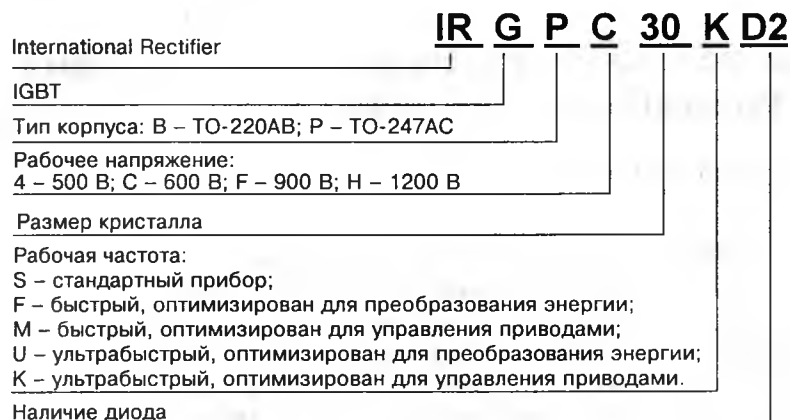 IR G P C 30 K D2
International Rectifier
IGBT
Тип корпуса: B – TO-220AB; P – TO-247AC
Рабочее напряжение:
4 – 500 В; C – 600 В; F – 900 В; H – 1200 В
Размер кристалла
Рабочая частота:
S – стандартный прибор;
F – быстрый, оптимизирован для преобразования энергии;
M – быстрый, оптимизирован для управления приводами;
U – ультрабыстрый, оптимизирован для преобразования энергии;
K – ультрабыстрый, оптимизирован для управления приводами.
Наличие диода